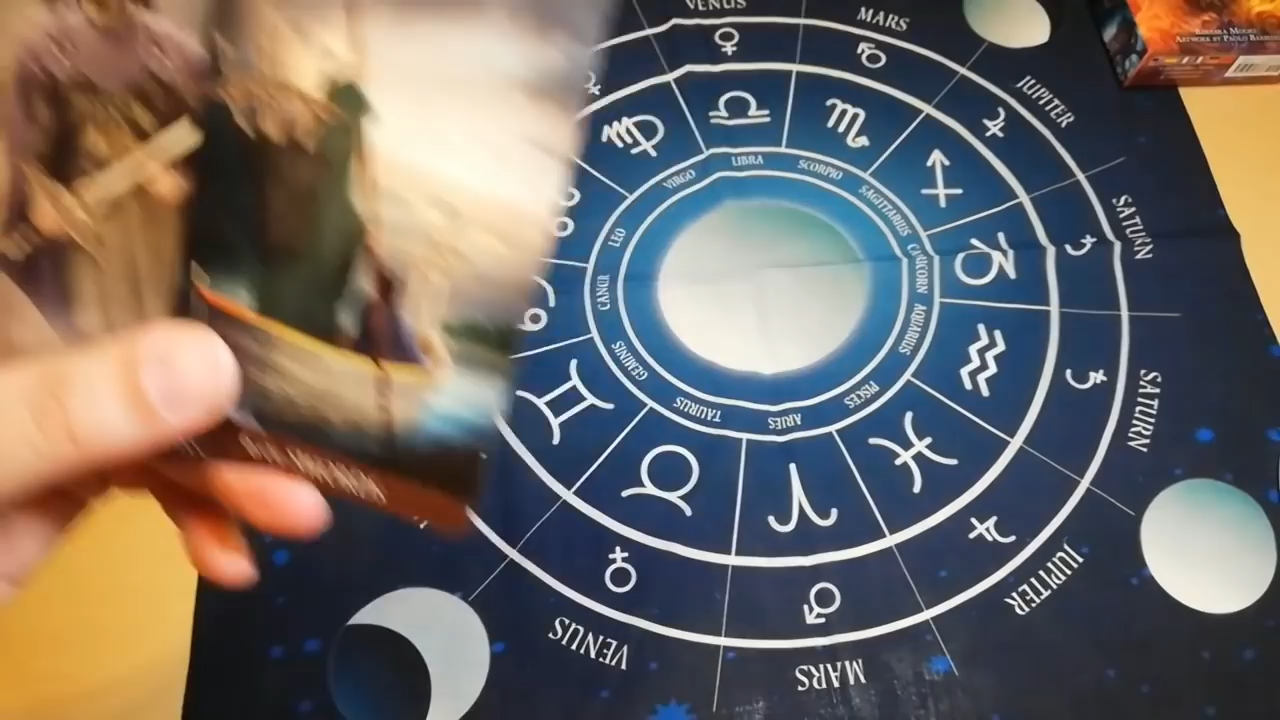 VENUS
MARS
JUPITER
SATURN
SATURN
JUPITER
MARS
VENUS
LIBRA
SCORPIO
SAGITTARIUS
CAPRICORN
AQUARIUS
PISCES
ARIES
TAURUS
GEMINIS
CANCER
LEO
VIRGO